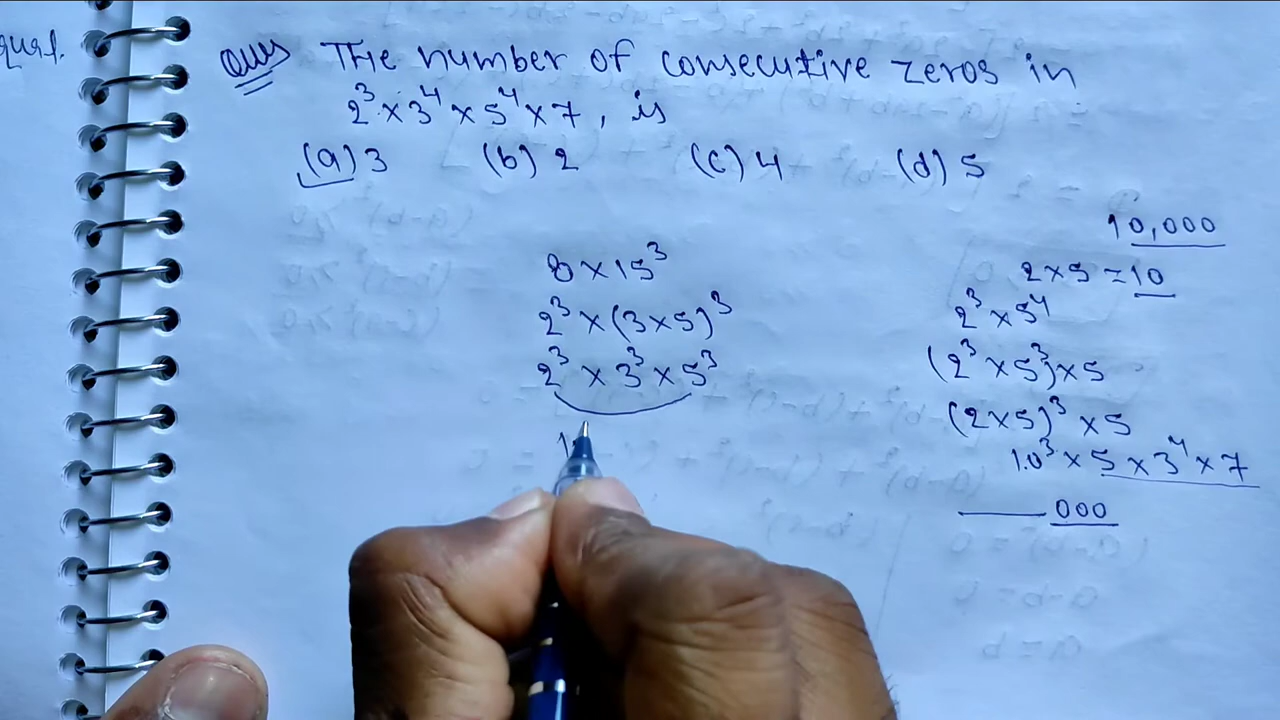 Ques The number of consecutive zeros in
2³ × 3⁴ × 5⁴ × 7, is
(a) 3 (b) 2 (c) 4 (d) 5
8 × 15³
2³ × (3 × 5)³
2³ × 3³ × 5³
10,000
2 × 5 = 10
2³ × 5⁴
(2³ × 5³) × 5
(2 × 5)³ × 5
10³ × 5 × 3⁴ × 7
000